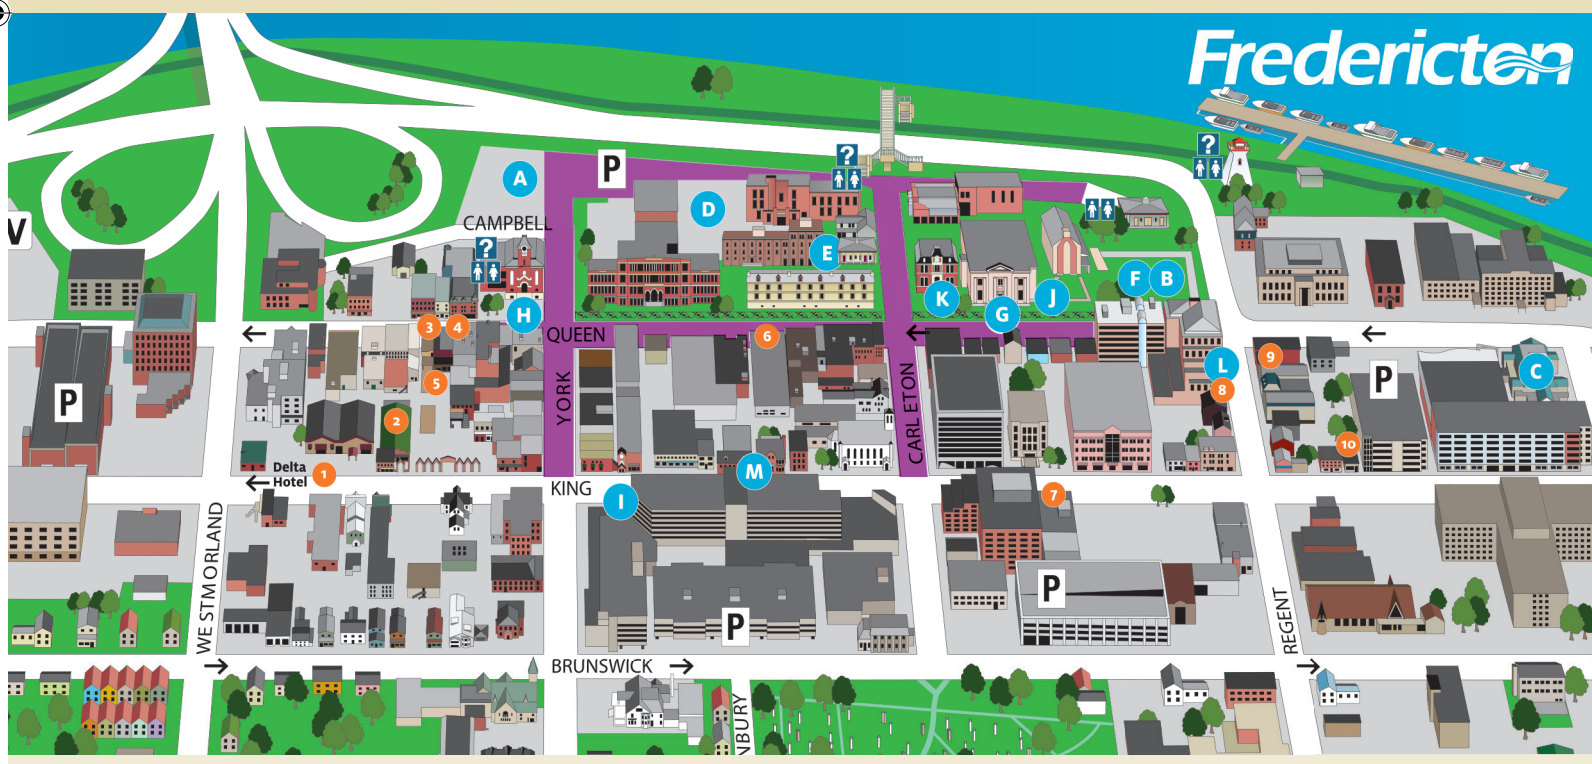 Fredericton
?
?
P
A
D
CAMPBELL
?
?
E
F
B
K
J
G
H
3
4
QUEEN
6
V
P
5
2
YORK
CARLETON
L
8
9
P
C
10
Delta
Hotel
1
M
KING
I
7
WESTMORLAND
P
P
REGENT
BRUNSWICK
NBURY